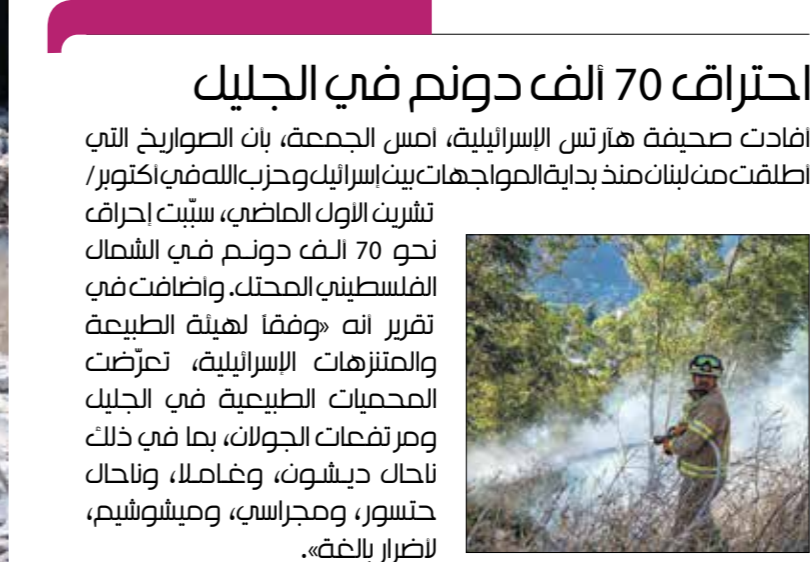 احتراق 70 ألف دونم في الجليل
أفادت صحيفة هآرتس الإسرائيلية، أمس الجمعة، بأن الصواريخ التي
أطلقت من لبنان منذ بداية المواجهات بين إسرائيل وحزب الله في أكتوبر/
تشرين الأول الماضي، سبّبت إحراق
نحو 70 ألف دونم في الشمال
الفلسطيني المحتل. وأضافت في
تقرير أنه «وفقاً لهيئة الطبيعة
والمتنزهات الإسرائيلية، تعرّضت
المحميات الطبيعية في الجليل
ومرتفعات الجولان، بما في ذلك
ناحال ديشون، وغاملا، وناحال
حتسور، ومجراسي، وميشوشيم،
لأضرار بالغة».